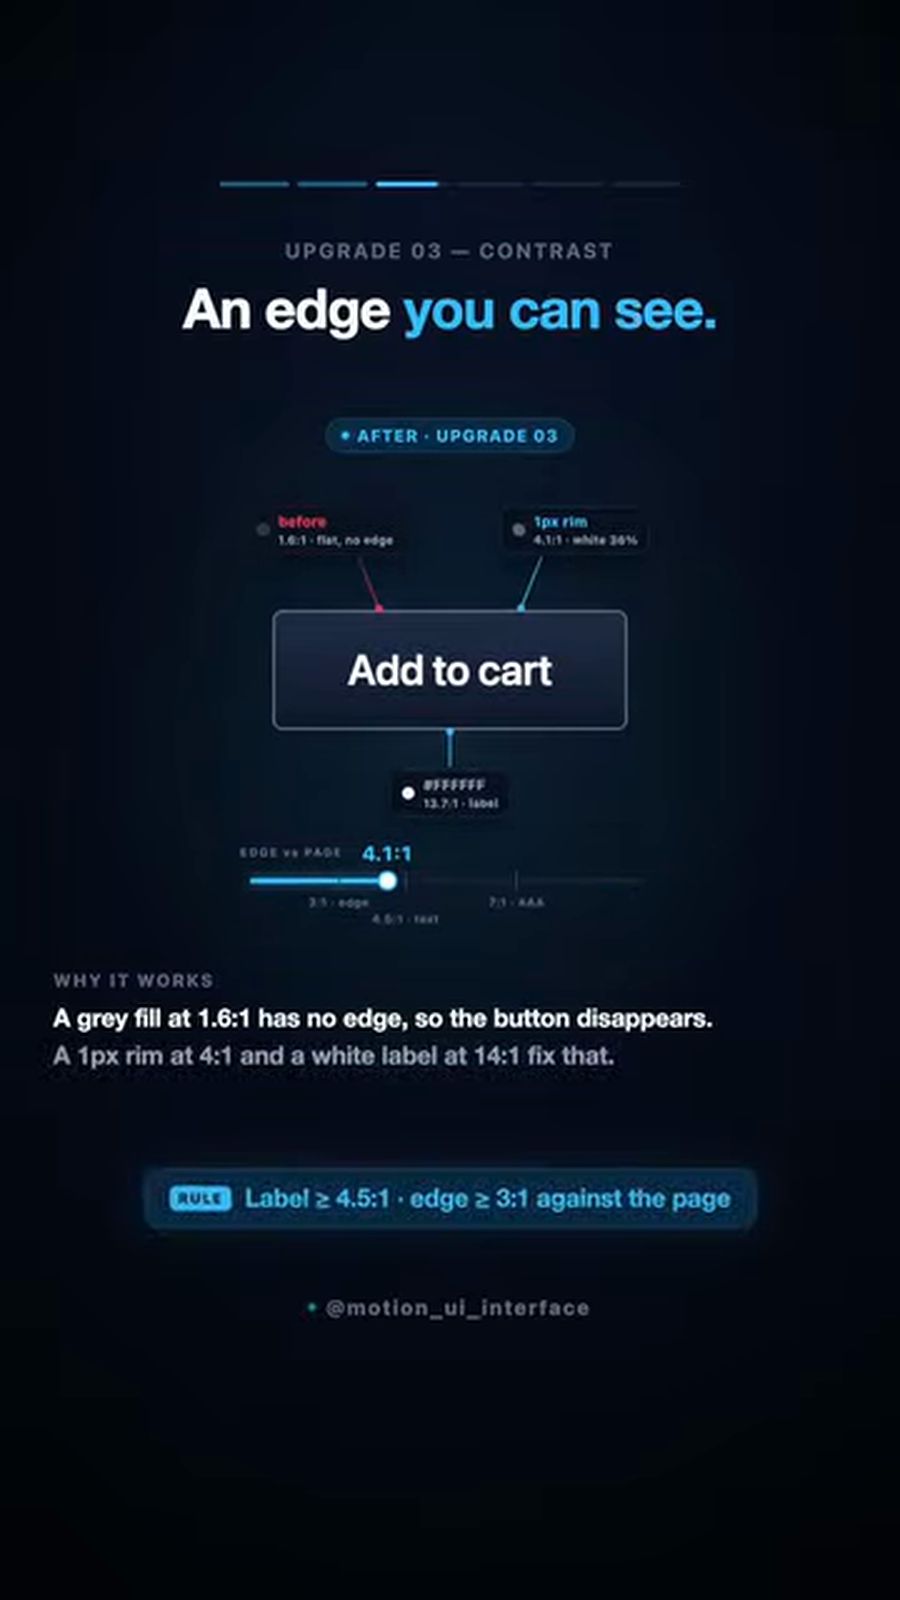 UPGRADE 03 — CONTRAST
An edge you can see.
AFTER · UPGRADE 03
before
1.6:1 · flat, no edge
1px rim
4.1:1 · white 36%
Add to cart
#FFFFFF
13.7:1 · label
EDGE vs PAGE 4.1:1
3:1 · edge
4.5:1 · text
7:1 · AAA
WHY IT WORKS
A grey fill at 1.6:1 has no edge, so the button disappears.
A 1px rim at 4:1 and a white label at 14:1 fix that.
RULE Label ≥ 4.5:1 · edge ≥ 3:1 against the page
@motion_ui_interface